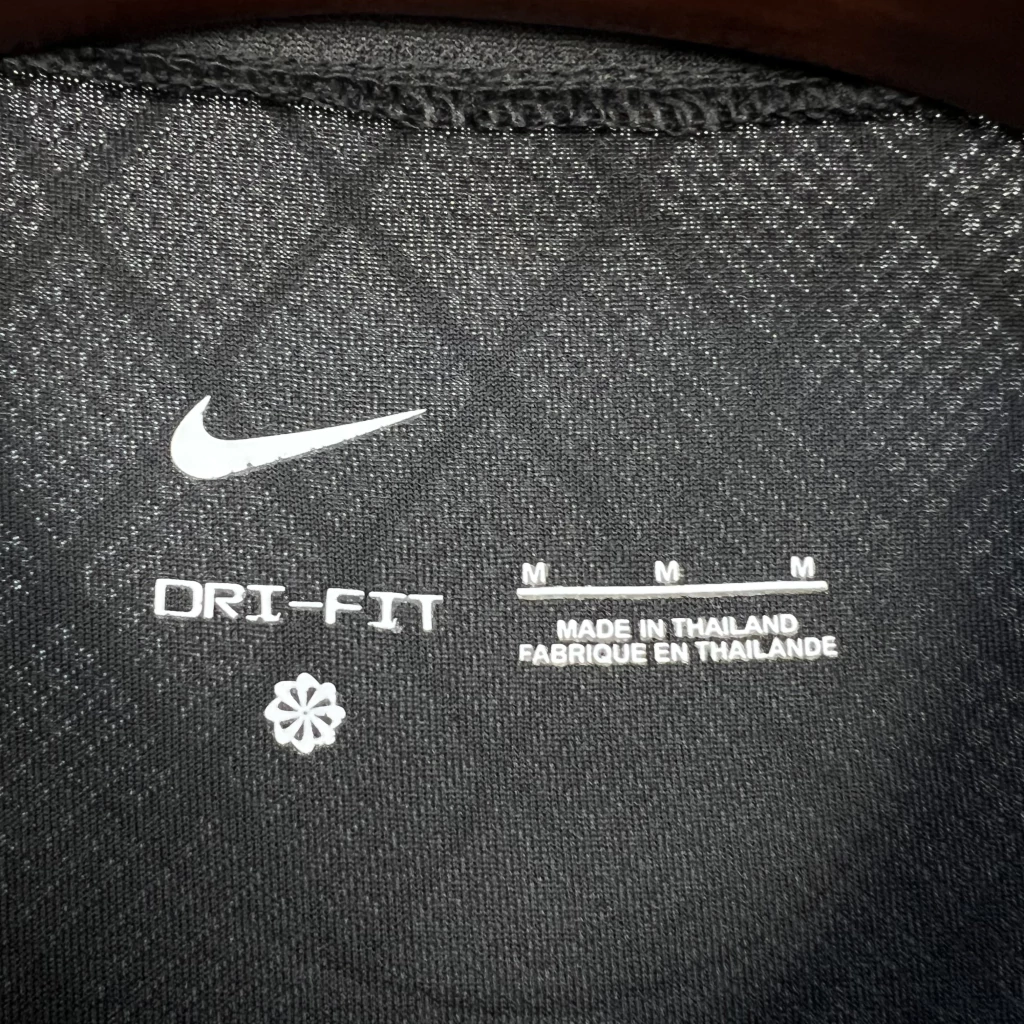 DRI-FIT
M M M
MADE IN THAILAND
FABRIQUE EN THAILANDE